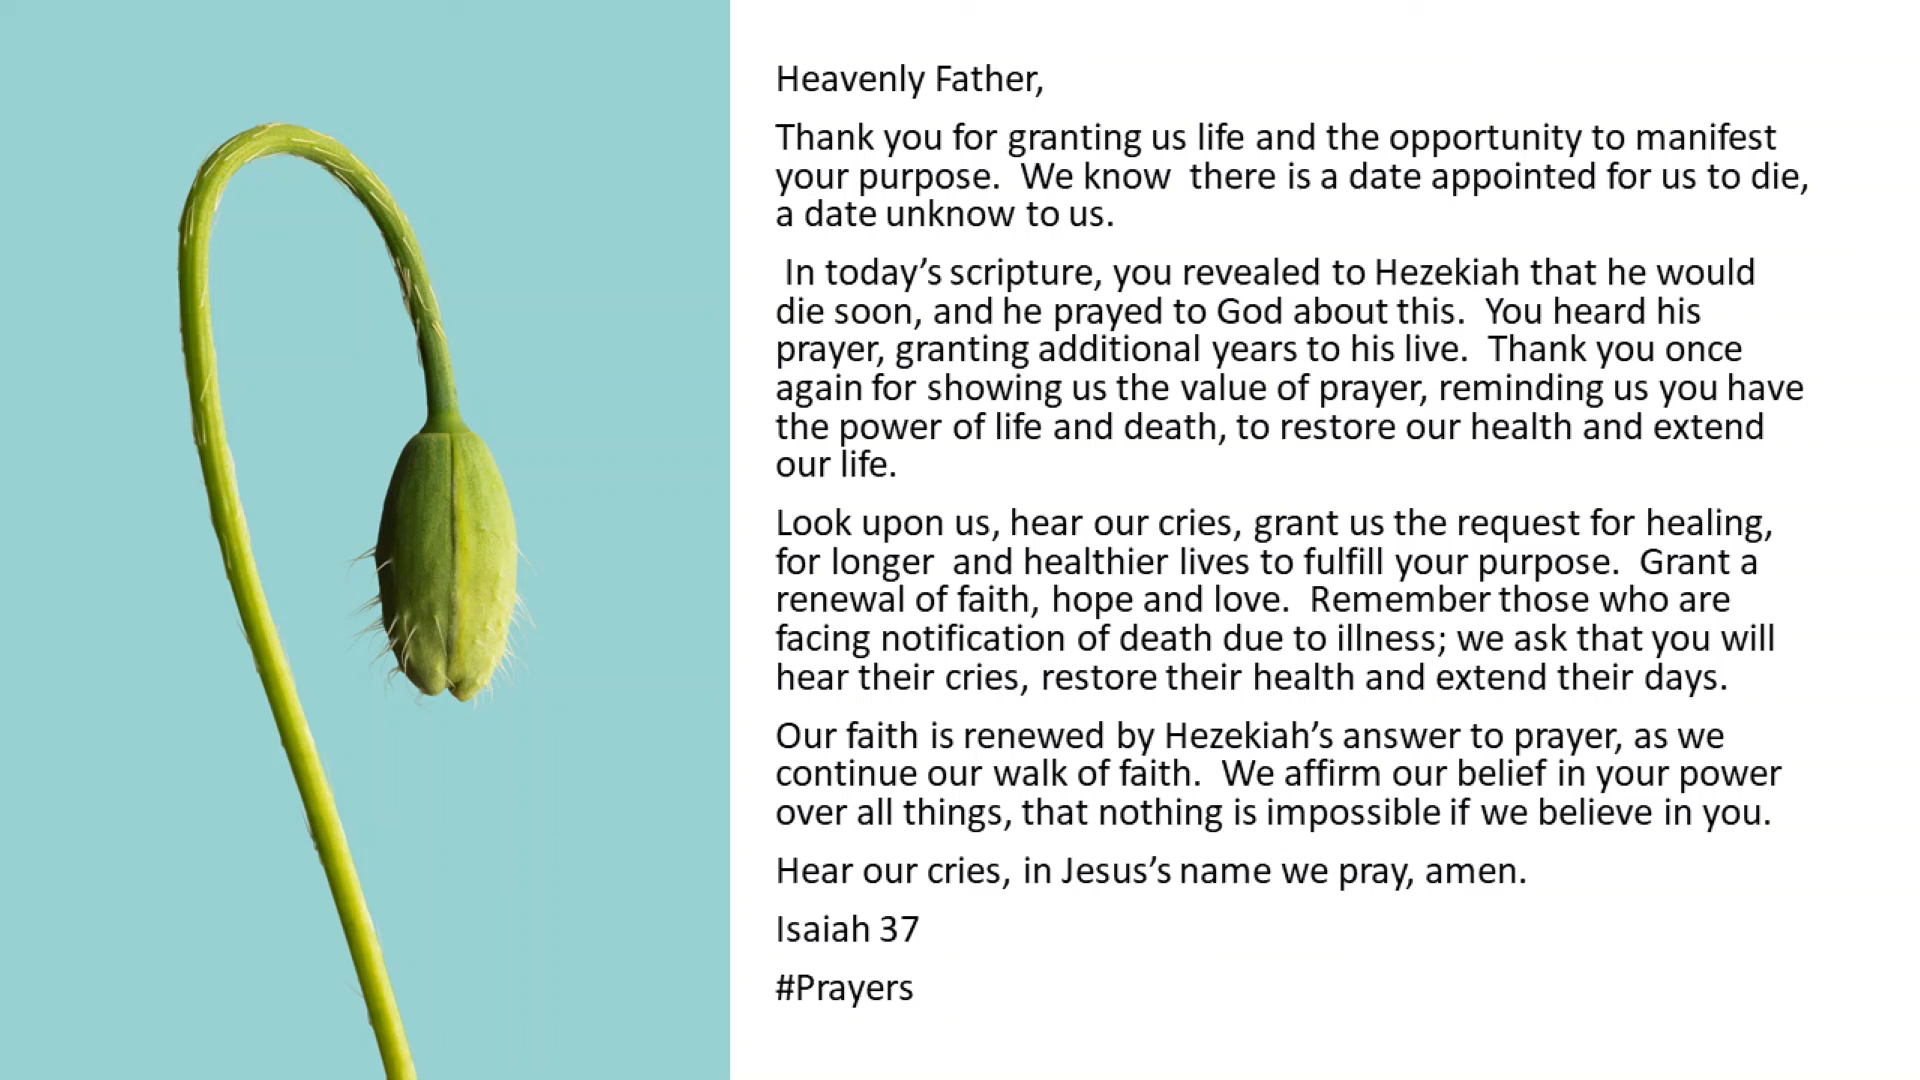 Heavenly Father,
Thank you for granting us life and the opportunity to manifest
your purpose.  We know  there is a date appointed for us to die,
a date unknow to us.
In today’s scripture, you revealed to Hezekiah that he would
die soon, and he prayed to God about this.  You heard his
prayer, granting additional years to his live.  Thank you once
again for showing us the value of prayer, reminding us you have
the power of life and death, to restore our health and extend
our life.
Look upon us, hear our cries, grant us the request for healing,
for longer  and healthier lives to fulfill your purpose.  Grant a
renewal of faith, hope and love.  Remember those who are
facing notification of death due to illness; we ask that you will
hear their cries, restore their health and extend their days.
Our faith is renewed by Hezekiah’s answer to prayer, as we
continue our walk of faith.  We affirm our belief in your power
over all things, that nothing is impossible if we believe in you.
Hear our cries, in Jesus’s name we pray, amen.
Isaiah 37
#Prayers